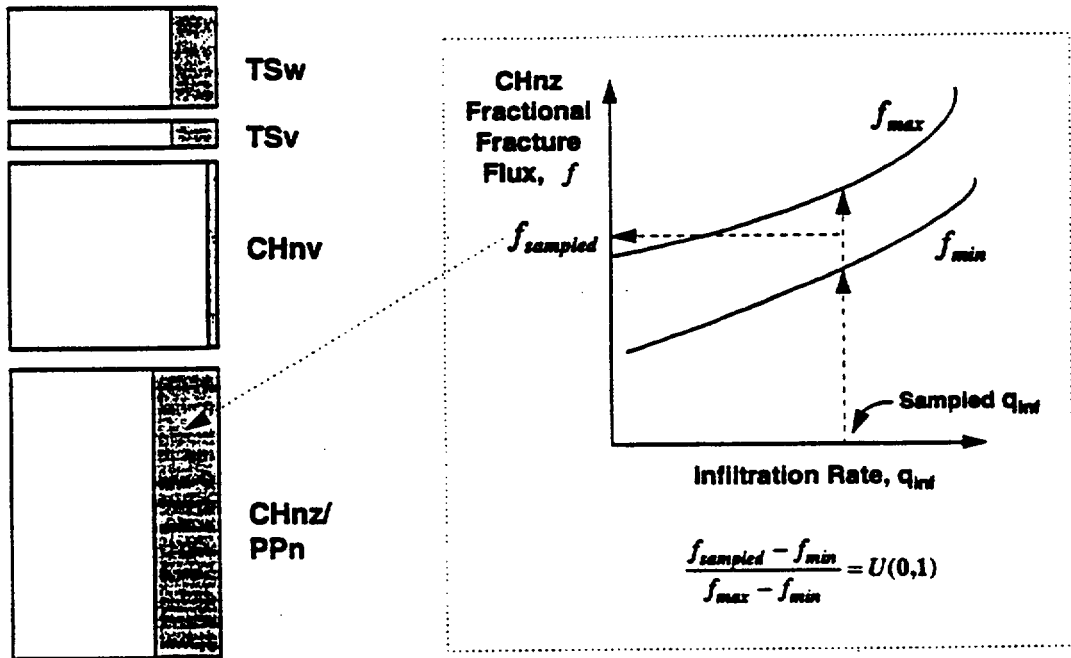 TSw
TSv
CHnv
CHnz/
PPn
CHnz
Fractional
Fracture
Flux, f
f_max
f_sampled
f_min
Sampled q_inf
Infiltration Rate, q_inf
f_sampled − f_min
f_max − f_min
= U(0,1)